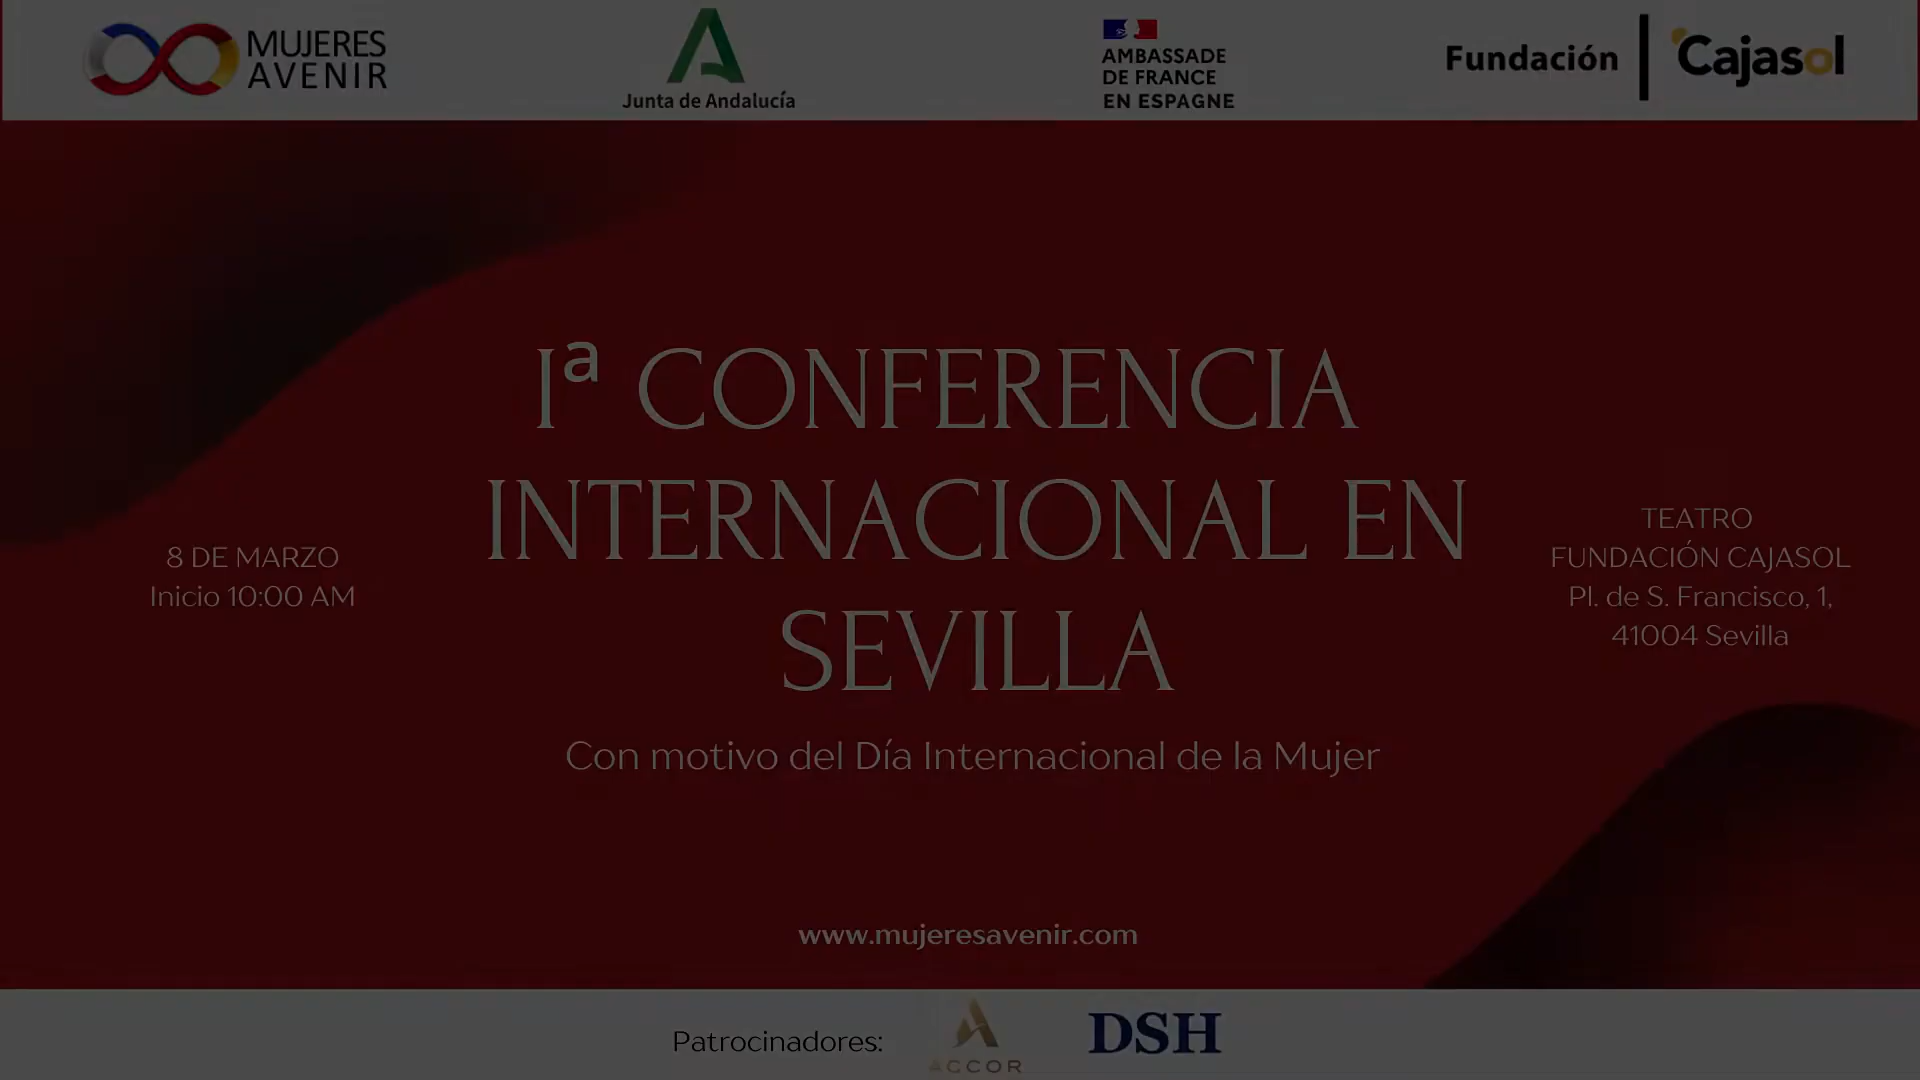 MUJERES
AVENIR
Junta de Andalucía
AMBASSADE
DE FRANCE
EN ESPAGNE
Fundación
Cajasol
Iª CONFERENCIA
INTERNACIONAL EN
SEVILLA
8 DE MARZO
Inicio 10:00 AM
TEATRO
FUNDACIÓN CAJASOL
Pl. de S. Francisco, 1,
41004 Sevilla
Con motivo del Día Internacional de la Mujer
www.mujeresavenir.com
Patrocinadores:
ACCOR
DSH